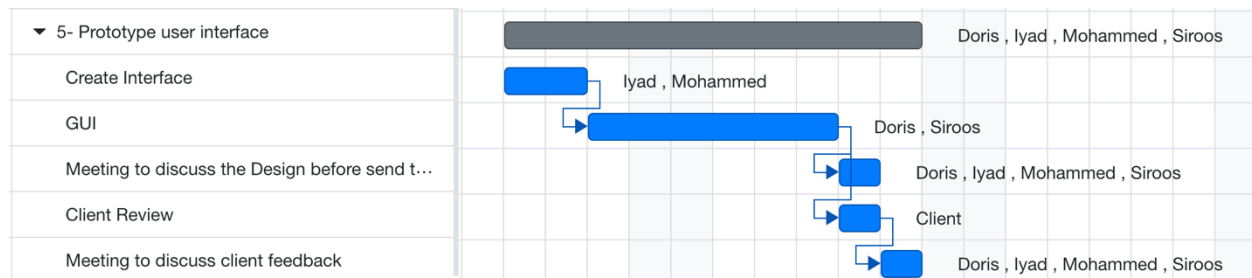 5- Prototype user interface
Doris , Iyad , Mohammed , Siroos
Create Interface
Iyad , Mohammed
GUI
Doris , Siroos
Meeting to discuss the Design before send t...
Doris , Iyad , Mohammed , Siroos
Client Review
Client
Meeting to discuss client feedback
Doris , Iyad , Mohammed , Siroos